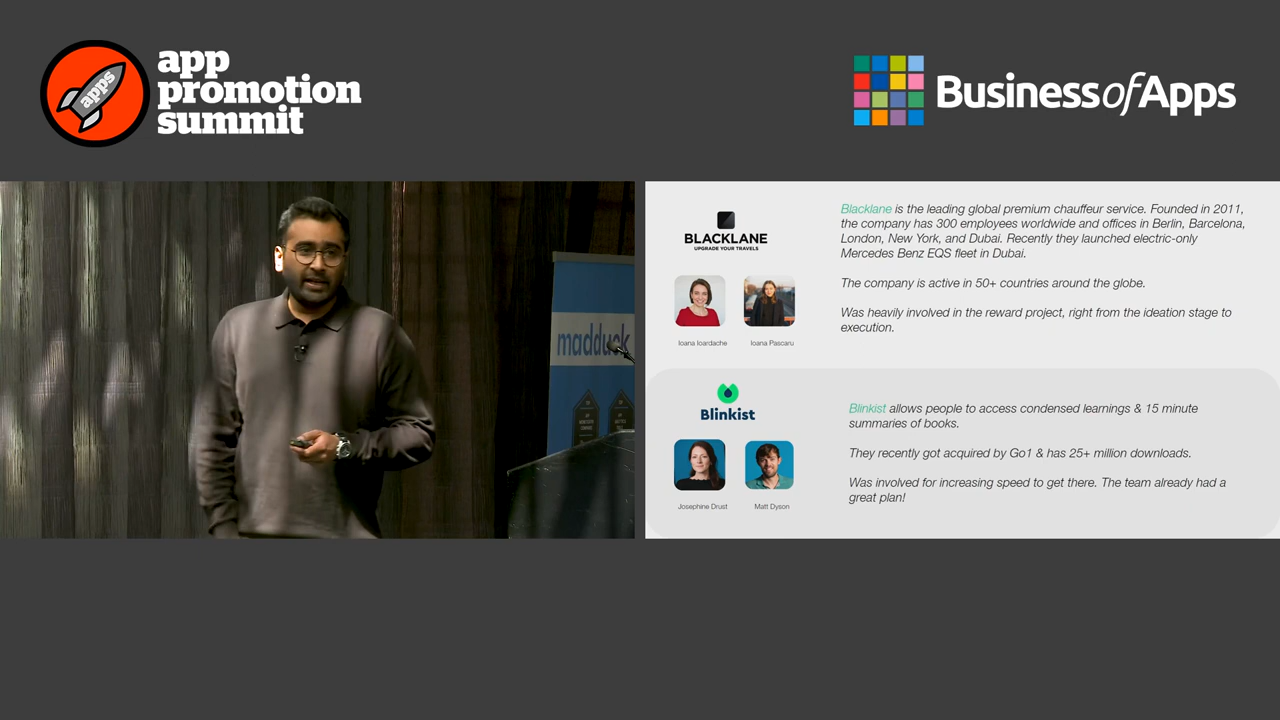 app
promotion
summit
apps
BusinessofApps
madduck
BLACKLANE
UPGRADE YOUR TRAVELS
Ioana Ioardache
Ioana Pascaru
Blacklane is the leading global premium chauffeur service. Founded in 2011,
the company has 300 employees worldwide and offices in Berlin, Barcelona,
London, New York, and Dubai. Recently they launched electric-only
Mercedes Benz EQS fleet in Dubai.
The company is active in 50+ countries around the globe.
Was heavily involved in the reward project, right from the ideation stage to
execution.
Blinkist
Josephine Drust
Matt Dyson
Blinkist allows people to access condensed learnings & 15 minute
summaries of books.
They recently got acquired by Go1 & has 25+ million downloads.
Was involved for increasing speed to get there. The team already had a
great plan!